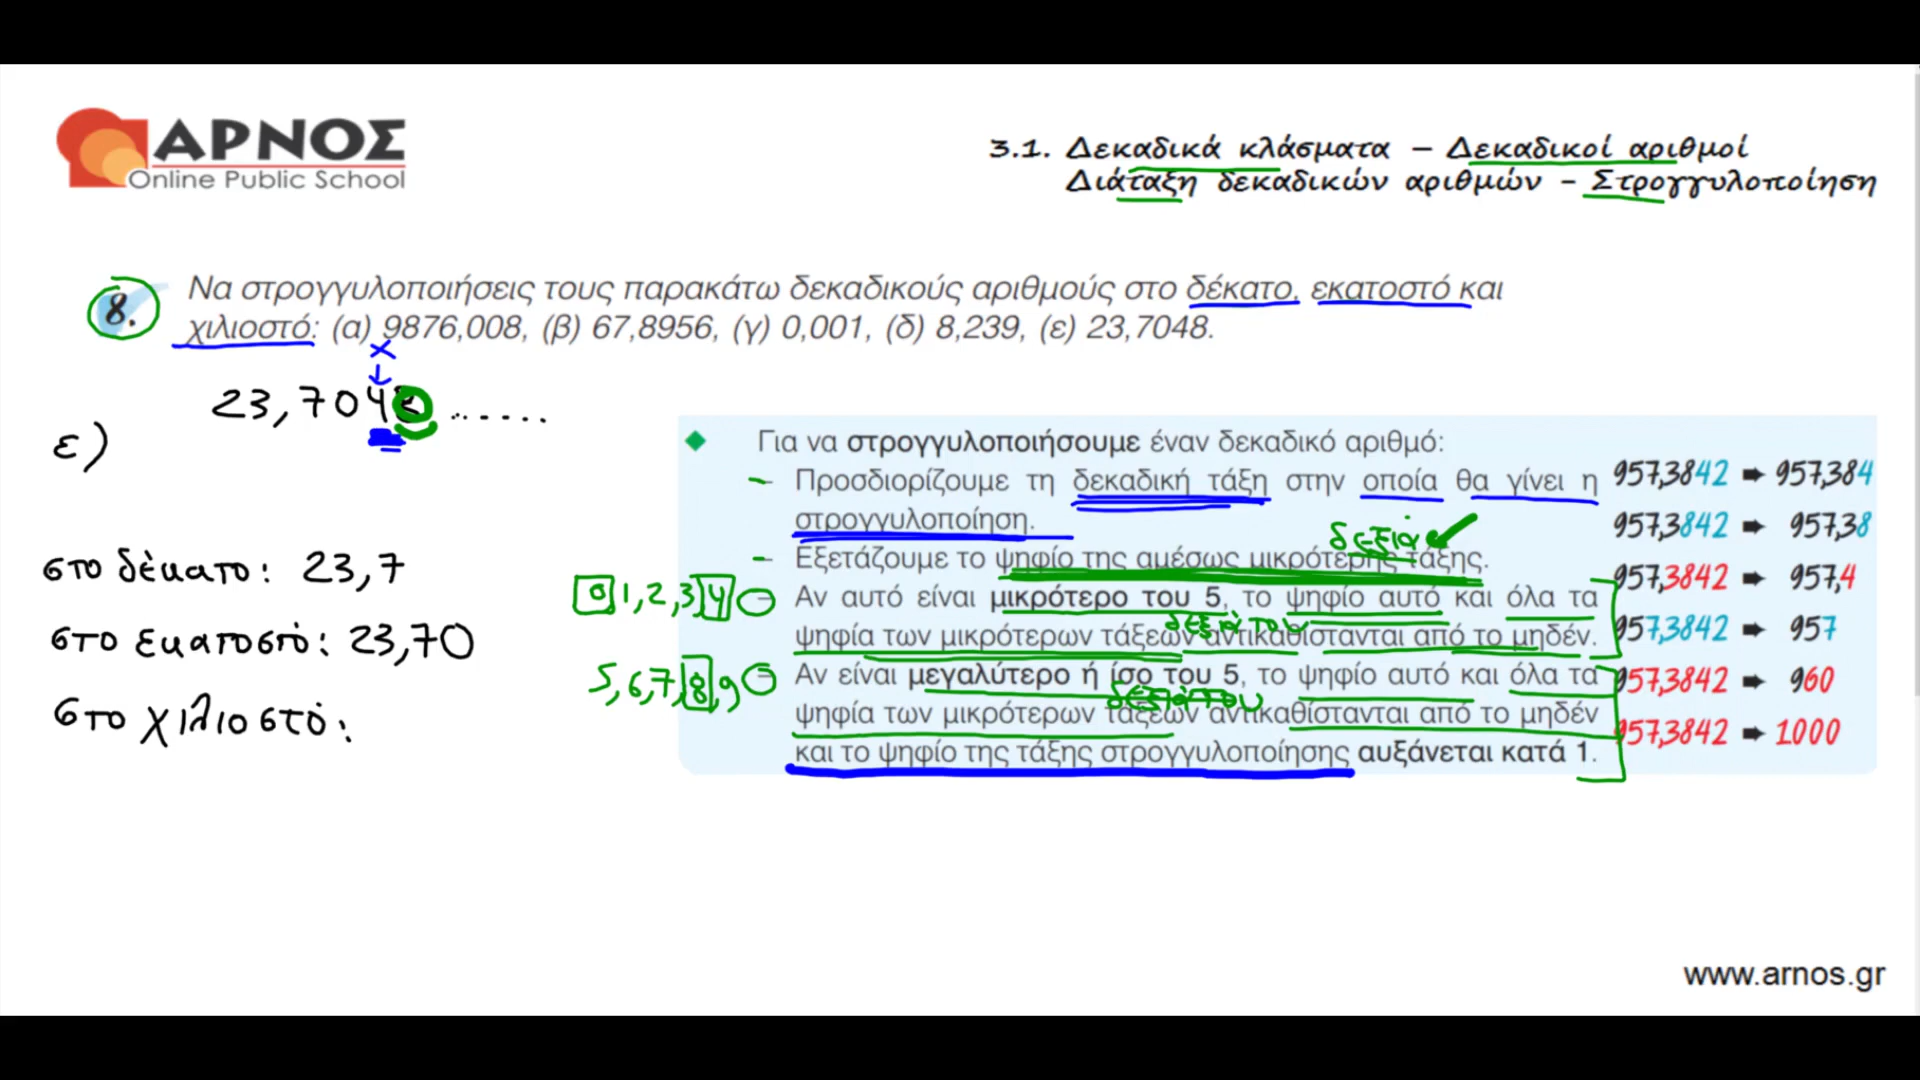 ΑΡΝΟΣ
Online Public School
3.1. Δεκαδικά κλάσματα – Δεκαδικοί αριθμοί
Διάταξη δεκαδικών αριθμών – Στρογγυλοποίηση
8. Να στρογγυλοποιήσεις τους παρακάτω δεκαδικούς αριθμούς στο δέκατο, εκατοστό και
χιλιοστό: (α) 9876,008, (β) 67,8956, (γ) 0,001, (δ) 8,239, (ε) 23,7048.
χ
23,7048 .......
ε)
στο δέκατο: 23,7
στο εκατοστό: 23,70
στο χιλιοστό:
Για να στρογγυλοποιήσουμε έναν δεκαδικό αριθμό:
– Προσδιορίζουμε τη δεκαδική τάξη στην οποία θα γίνει η
στρογγυλοποίηση.
δεξιά
– Εξετάζουμε το ψηφίο της αμέσως μικρότερης τάξης.
0 1,2,3,4
– Αν αυτό είναι μικρότερο του 5, το ψηφίο αυτό και όλα τα
δεξιά του
ψηφία των μικρότερων τάξεων αντικαθίστανται από το μηδέν.
5,6,7,8,9
– Αν είναι μεγαλύτερο ή ίσο του 5, το ψηφίο αυτό και όλα τα
δεξιά του
ψηφία των μικρότερων τάξεων αντικαθίστανται από το μηδέν
και το ψηφίο της τάξης στρογγυλοποίησης αυξάνεται κατά 1.
957,3842 ➨ 957,384
957,3842 ➨ 957,38
957,3842 ➨ 957,4
957,3842 ➨ 957
957,3842 ➨ 960
957,3842 ➨ 1000
www.arnos.gr